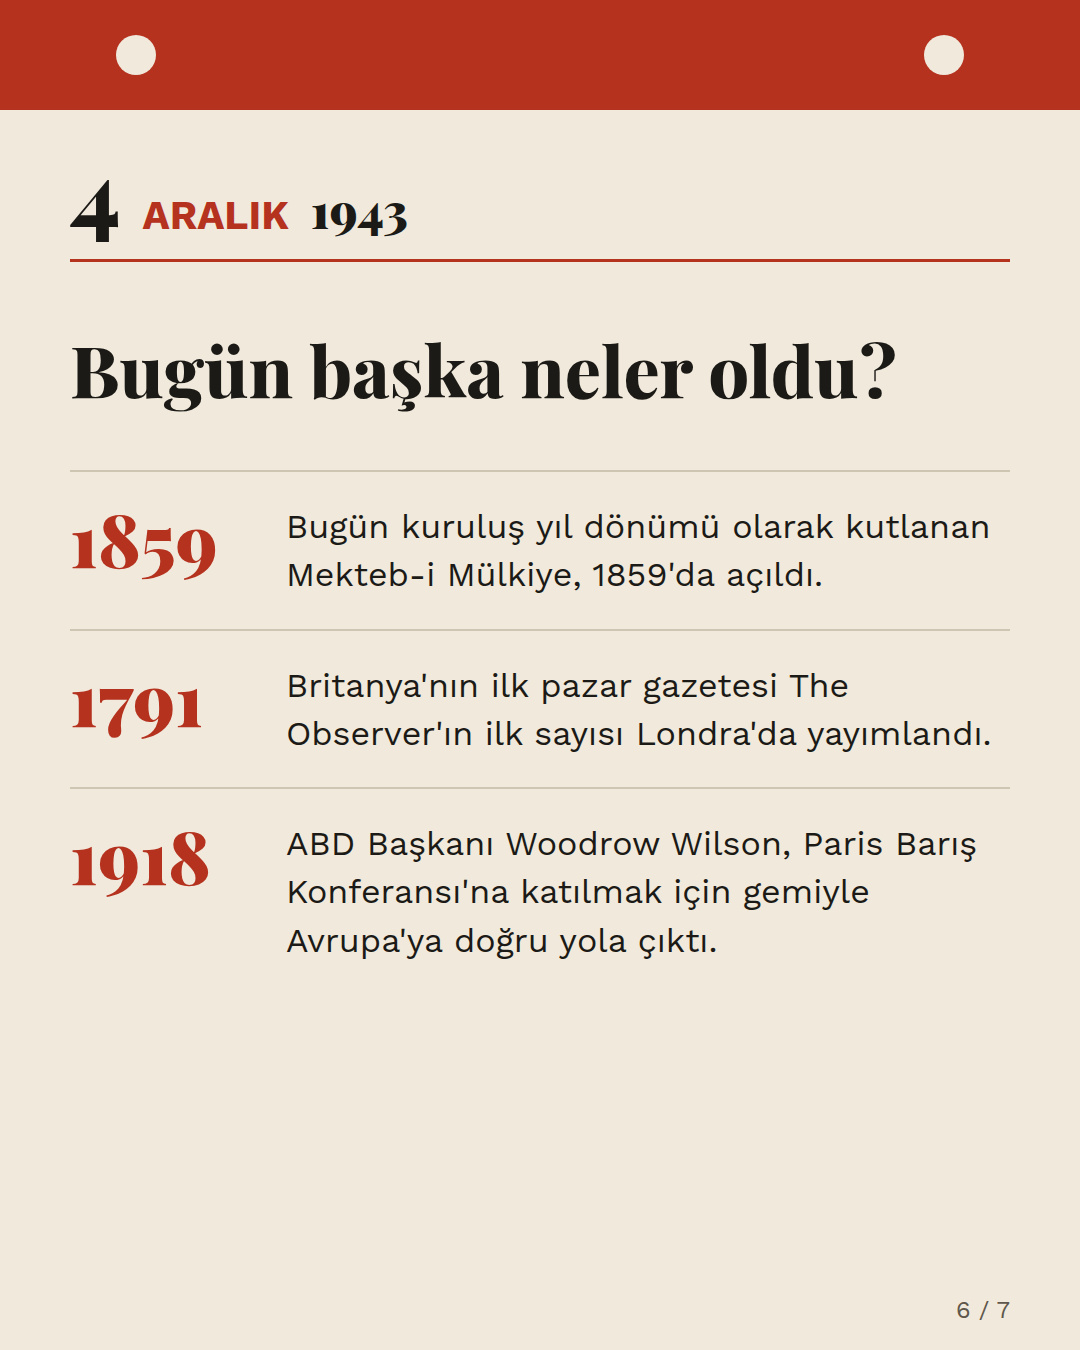 4 ARALIK 1943
Bugün başka neler oldu?
1859
Bugün kuruluş yıl dönümü olarak kutlanan
Mekteb-i Mülkiye, 1859'da açıldı.
1791
Britanya'nın ilk pazar gazetesi The
Observer'ın ilk sayısı Londra'da yayımlandı.
1918
ABD Başkanı Woodrow Wilson, Paris Barış
Konferansı'na katılmak için gemiyle
Avrupa'ya doğru yola çıktı.
6 / 7